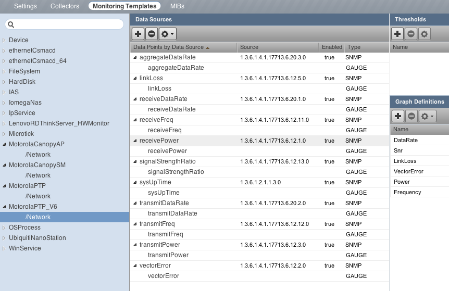 Settings Collectors Monitoring Templates MIBs
Device
ethernetCsmacd
ethernetCsmacd_64
FileSystem
HardDisk
IAS
IomegaNas
IpService
LenovoRDThinkServer_HWMonitor
Microtick
MotorolaCanopyAP
/Network
MotorolaCanopySM
/Network
MotorolaPTP
/Network
MotorolaPTP_V6
/Network
OSProcess
UbiquitiNanoStation
WinService
Data Sources
Data Points by Data Source Source Enabled Type
aggregateDataRate 1.3.6.1.4.1.17713.6.20.3.0 true SNMP
aggregateDataRate GAUGE
linkLoss 1.3.6.1.4.1.17713.6.12.5.0 true SNMP
linkLoss GAUGE
receiveDataRate 1.3.6.1.4.1.17713.6.20.1.0 true SNMP
receiveDataRate GAUGE
receiveFreq 1.3.6.1.4.1.17713.6.12.11.0 true SNMP
receiveFreq GAUGE
receivePower 1.3.6.1.4.1.17713.6.12.1.0 true SNMP
receivePower GAUGE
signalStrengthRatio 1.3.6.1.4.1.17713.6.12.13.0 true SNMP
signalStrengthRatio GAUGE
sysUpTime 1.3.6.1.2.1.1.3.0 true SNMP
sysUpTime GAUGE
transmitDataRate 1.3.6.1.4.1.17713.6.20.2.0 true SNMP
transmitDataRate GAUGE
transmitFreq 1.3.6.1.4.1.17713.6.12.12.0 true SNMP
transmitFreq GAUGE
transmitPower 1.3.6.1.4.1.17713.6.12.3.0 true SNMP
transmitPower GAUGE
vectorError 1.3.6.1.4.1.17713.6.12.2.0 true SNMP
vectorError GAUGE
Thresholds
Name
Graph Definitions
Name
DataRate
Snr
LinkLoss
VectorError
Power
Frequency